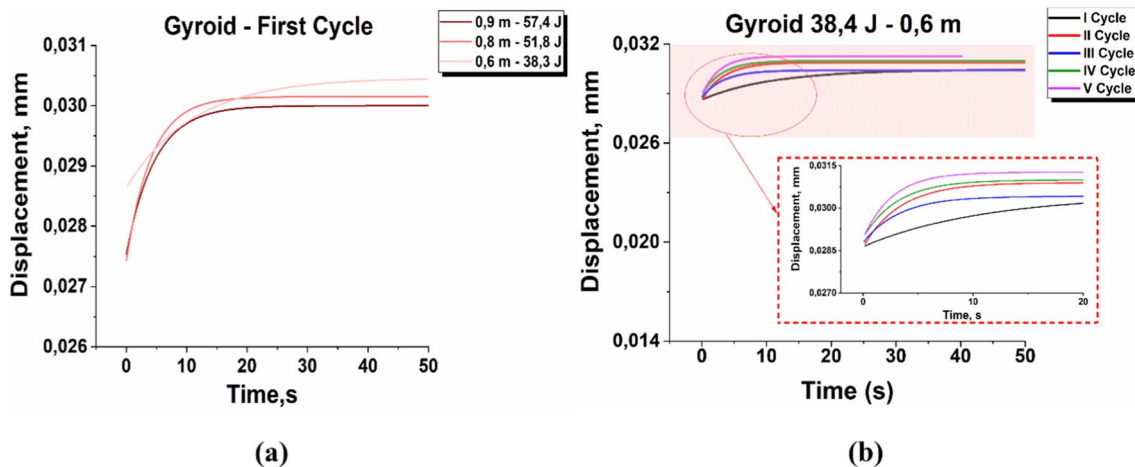 Gyroid - First Cycle
0,9 m - 57,4 J
0,8 m - 51,8 J
0,6 m - 38,3 J
Displacement, mm
0,031
0,030
0,029
0,028
0,027
0,026
0
10
20
30
40
50
Time,s
(a)
Gyroid 38,4 J - 0,6 m
I Cycle
II Cycle
III Cycle
IV Cycle
V Cycle
Displacement, mm
0,032
0,026
0,020
0,014
0
10
20
30
40
50
Time (s)
Displacement, mm
0,0315
0,0300
0,0285
0,0270
0
10
20
Time, s
(b)